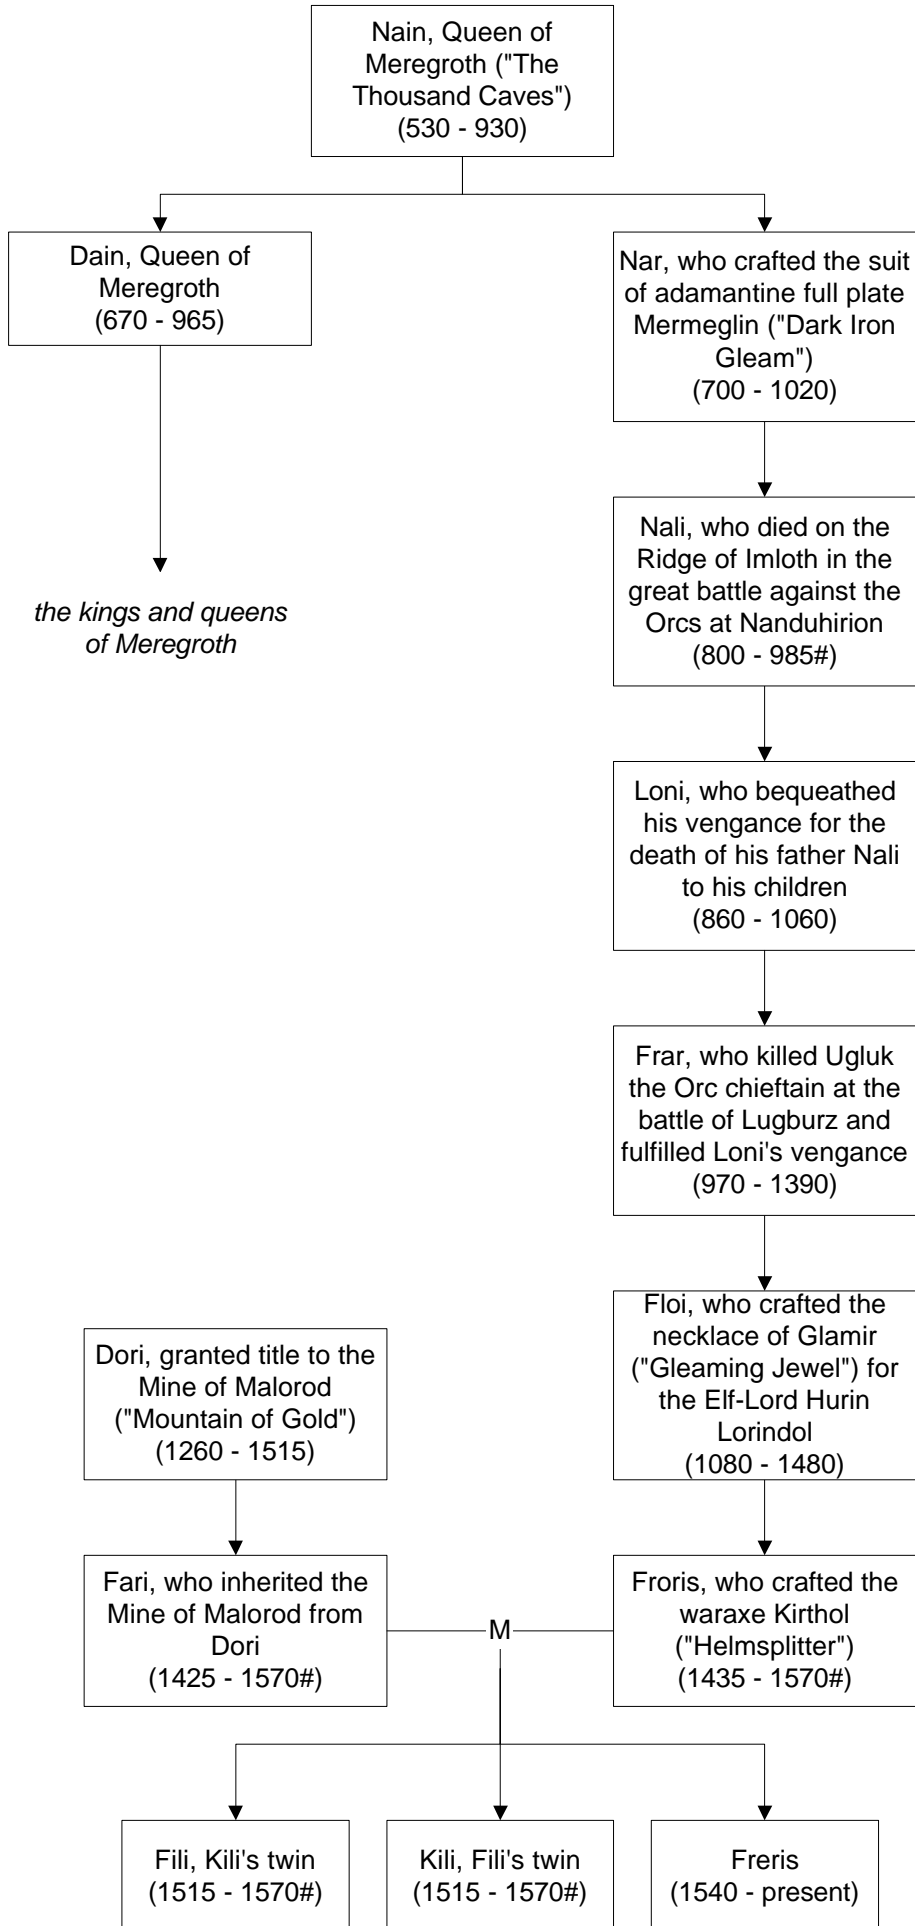 Nain, Queen of
Meregroth ("The
Thousand Caves")
(530 - 930)
Dain, Queen of
Meregroth
(670 - 965)
Nar, who crafted the suit
of adamantine full plate
Mermeglin ("Dark Iron
Gleam")
(700 - 1020)
the kings and queens
of Meregroth
Nali, who died on the
Ridge of Imloth in the
great battle against the
Orcs at Nanduhirion
(800 - 985#)
Loni, who bequeathed
his vengance for the
death of his father Nali
to his children
(860 - 1060)
Frar, who killed Ugluk
the Orc chieftain at the
battle of Lugburz and
fulfilled Loni's vengance
(970 - 1390)
Floi, who crafted the
necklace of Glamir
("Gleaming Jewel") for
the Elf-Lord Hurin
Lorindol
(1080 - 1480)
Dori, granted title to the
Mine of Malorod
("Mountain of Gold")
(1260 - 1515)
Fari, who inherited the
Mine of Malorod from
Dori
(1425 - 1570#)
M
Froris, who crafted the
waraxe Kirthol
("Helmsplitter")
(1435 - 1570#)
Fili, Kili's twin
(1515 - 1570#)
Kili, Fili's twin
(1515 - 1570#)
Freris
(1540 - present)